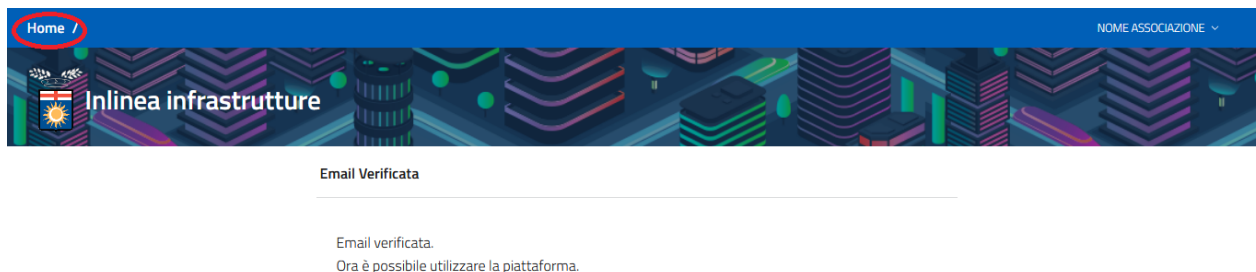 Home /
NOME ASSOCIAZIONE
Inlinea infrastrutture
Email Verificata
Email verificata.
Ora è possibile utilizzare la piattaforma.